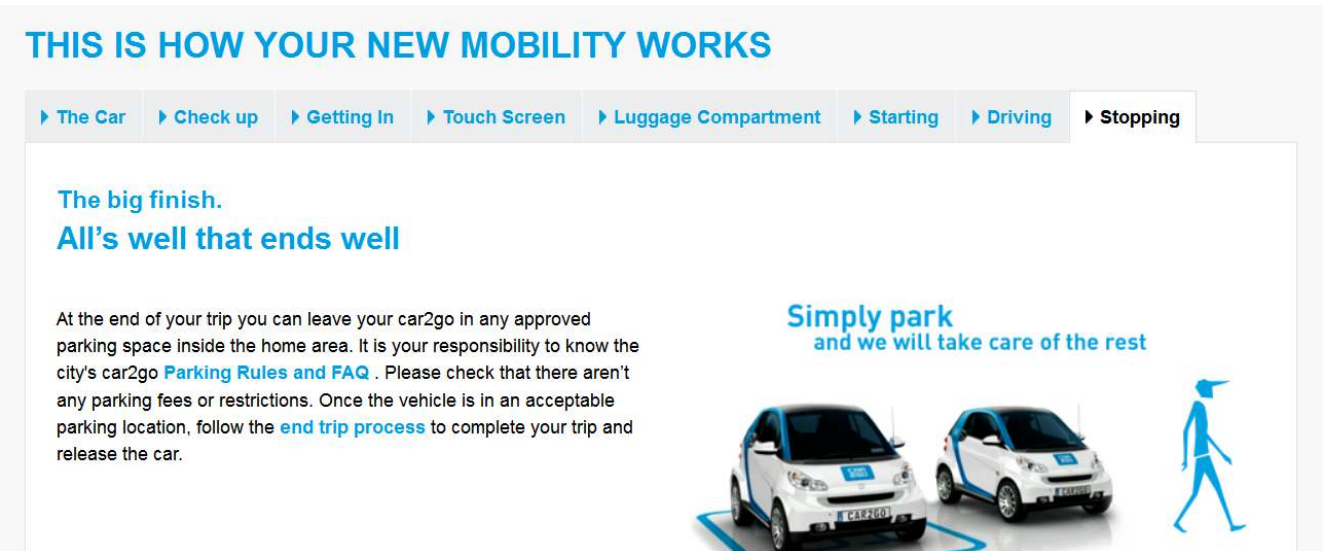 THIS IS HOW YOUR NEW MOBILITY WORKS
The Car Check up Getting In Touch Screen Luggage Compartment Starting Driving Stopping
The big finish.
All's well that ends well
At the end of your trip you can leave your car2go in any approved
parking space inside the home area. It is your responsibility to know the
city's car2go Parking Rules and FAQ . Please check that there aren't
any parking fees or restrictions. Once the vehicle is in an acceptable
parking location, follow the end trip process to complete your trip and
release the car.
Simply park
and we will take care of the rest
CAR2GO
CAR2GO